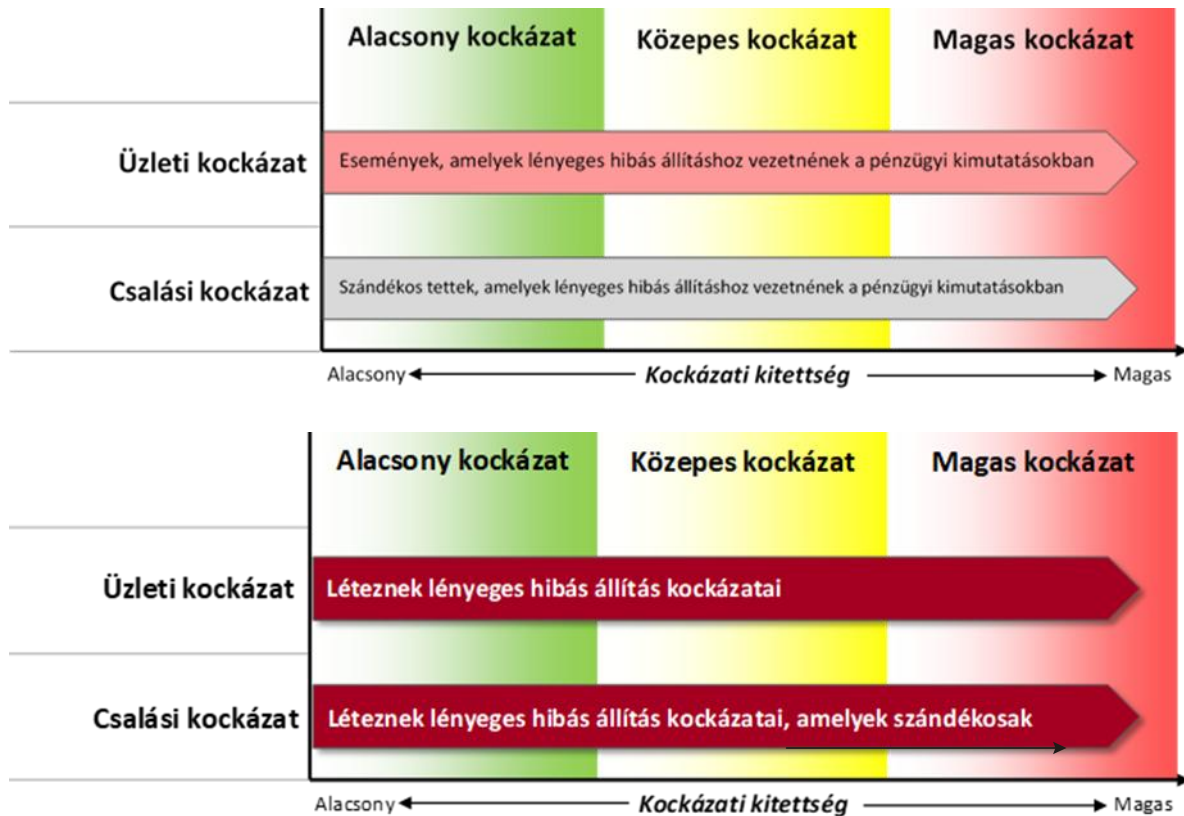 Alacsony kockázat Közepes kockázat Magas kockázat
Üzleti kockázat Események, amelyek lényeges hibás állításhoz vezetnének a pénzügyi kimutatásokban
Csalási kockázat Szándékos tettek, amelyek lényeges hibás állításhoz vezetnének a pénzügyi kimutatásokban
Alacsony Kockázati kitettség Magas
Alacsony kockázat Közepes kockázat Magas kockázat
Üzleti kockázat Léteznek lényeges hibás állítás kockázatai
Csalási kockázat Léteznek lényeges hibás állítás kockázatai, amelyek szándékosak
Alacsony Kockázati kitettség Magas